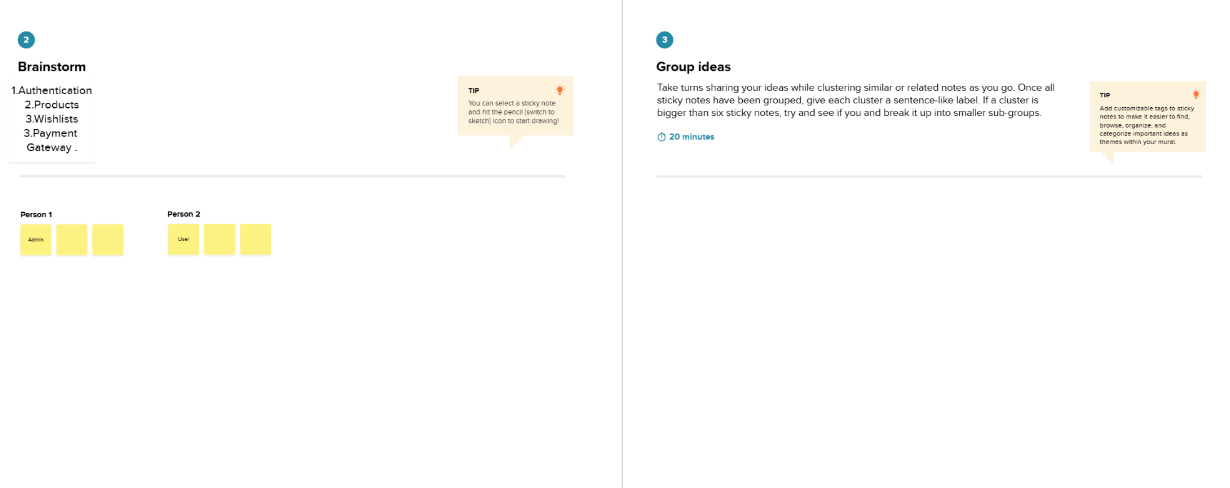 2
Brainstorm
1.Authentication
2.Products
3.Wishlists
3.Payment
Gateway .
TIP
You can select a sticky note
and hit the pencil [switch to
sketch] icon to start drawing!
Person 1
Admin
Person 2
User
3
Group ideas
Take turns sharing your ideas while clustering similar or related notes as you go. Once all
sticky notes have been grouped, give each cluster a sentence-like label. If a cluster is
bigger than six sticky notes, try and see if you and break it up into smaller sub-groups.
20 minutes
TIP
Add customizable tags to sticky
notes to make it easier to find,
browse, organize, and
categorize important ideas as
themes within your mural.